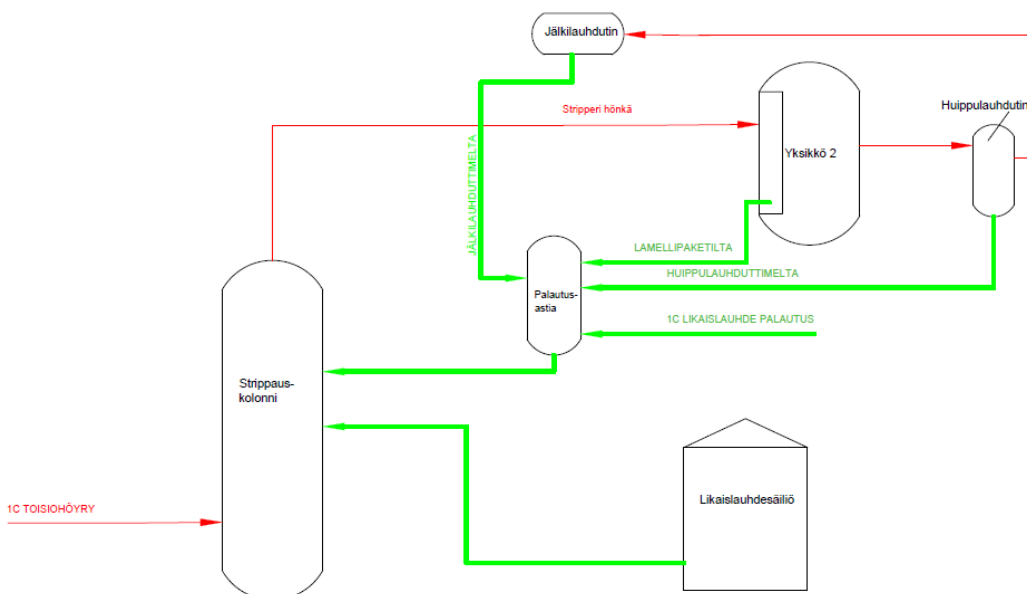 Jälkilauhdutin
Huippulauhdutin
Stripperi hönkä
Yksikkö 2
JÄLKILAUHDUTTIMELTA
LAMELLIPAKETILTA
HUIPPULAUHDUTTIMELTA
Palautus-
astia
1C LIKAISLAUHDE PALAUTUS
Strippaus-
kolonni
Likaislauhdesäiliö
1C TOISIOHÖYRY